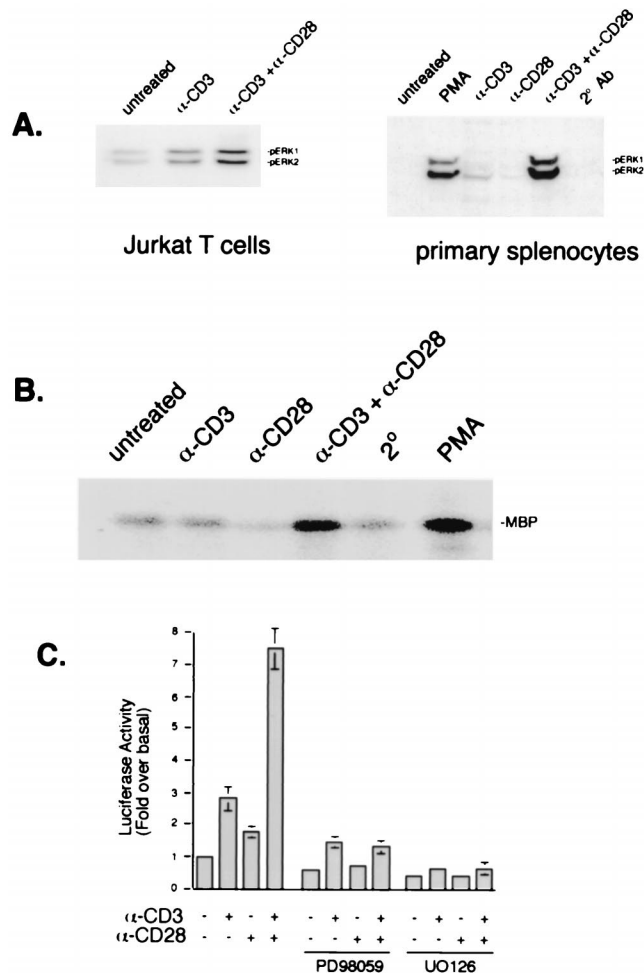 A.
untreated
α-CD3
α-CD3 + α-CD28
-pERK1
-pERK2
Jurkat T cells
untreated
PMA
α-CD3
α-CD28
α-CD3 + α-CD28
2° Ab
-pERK1
-pERK2
primary splenocytes
B.
untreated
α-CD3
α-CD28
α-CD3 + α-CD28
2°
PMA
-MBP
C.
Luciferase Activity
(Fold over basal)
8
7
6
5
4
3
2
1
0
α-CD3 - + - + - + - + - + - +
α-CD28 - - + + - - + + - - + +
PD98059 UO126